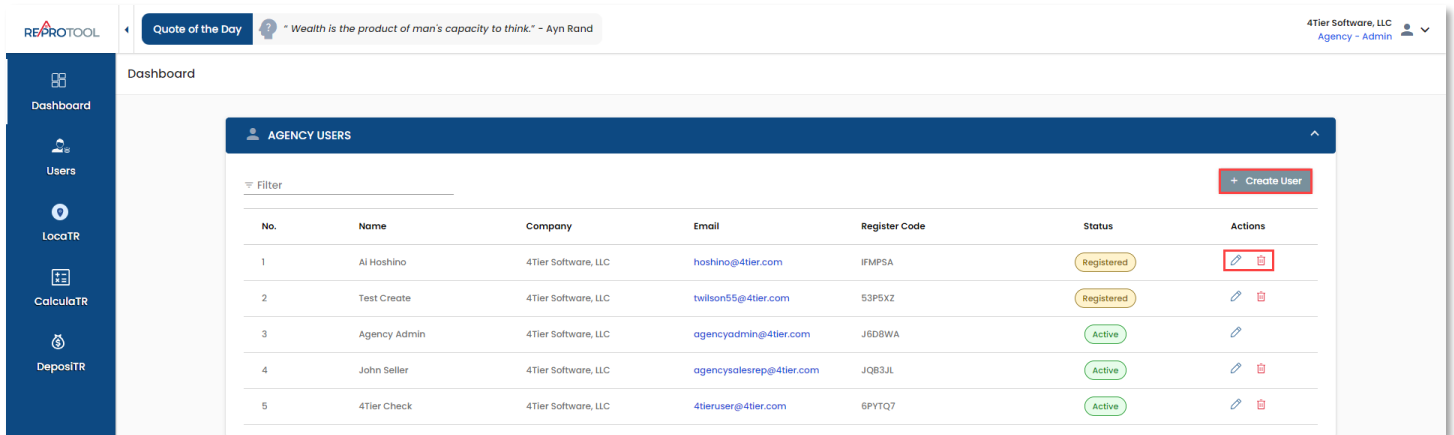 REPROTOOL
Quote of the Day
? " Wealth is the product of man's capacity to think." - Ayn Rand
4Tier Software, LLC
Agency - Admin
Dashboard
Dashboard
Users
LocaTR
CalculaTR
DeposiTR
AGENCY USERS
Filter
+ Create User
No. Name Company Email Register Code Status Actions
1 Ai Hoshino 4Tier Software, LLC hoshino@4tier.com IFMPSA Registered
2 Test Create 4Tier Software, LLC twilson55@4tier.com 53P5XZ Registered
3 Agency Admin 4Tier Software, LLC agencyadmin@4tier.com J6D8WA Active
4 John Seller 4Tier Software, LLC agencysalesrep@4tier.com JQB3JL Active
5 4Tier Check 4Tier Software, LLC 4tieruser@4tier.com 6PYTQ7 Active